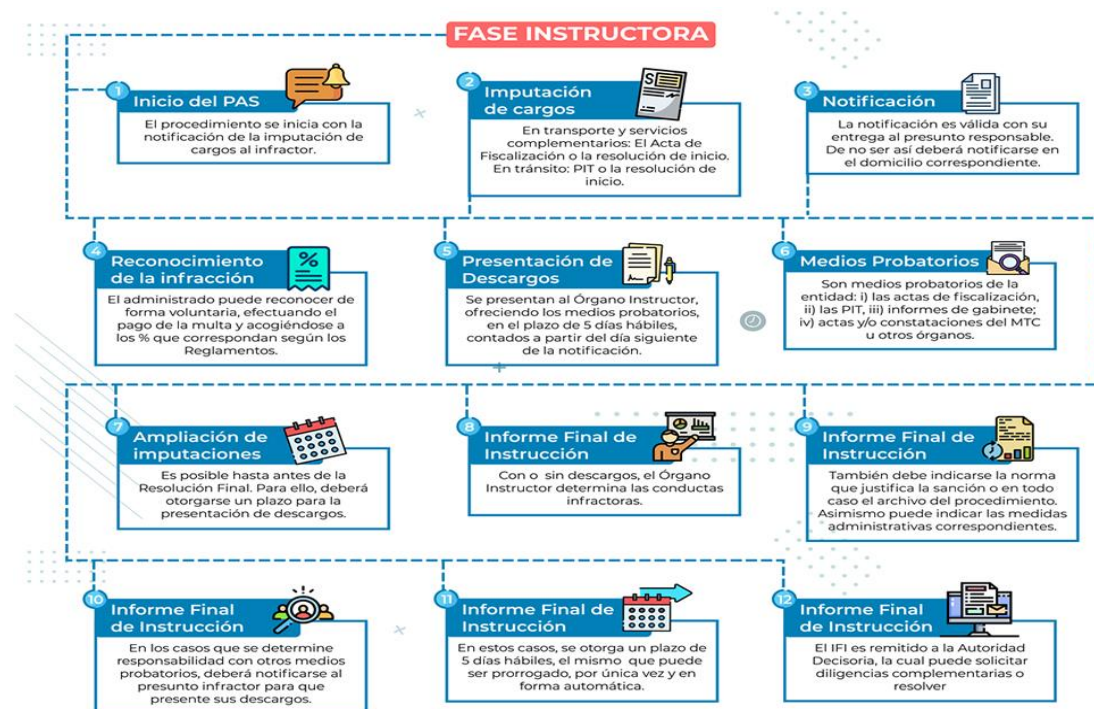 FASE INSTRUCTORA
1
Inicio del PAS
El procedimiento se inicia con la
notificación de la imputación de
cargos al infractor.
2
Imputación
de cargos
En transporte y servicios
complementarios: El Acta de
Fiscalización o la resolución de inicio.
En tránsito: PIT o la resolución de
inicio.
3
Notificación
La notificación es válida con su
entrega al presunto responsable.
De no ser así deberá notificarse en
el domicilio correspondiente.
4
Reconocimiento
de la infracción
%
El administrado puede reconocer de
forma voluntaria, efectuando el
pago de la multa y acogiéndose a
los % que correspondan según los
Reglamentos.
5
Presentación de
Descargos
Se presentan al Órgano Instructor,
ofreciendo los medios probatorios,
en el plazo de 5 días hábiles,
contados a partir del día siguiente
de la notificación.
6
Medios Probatorios
Son medios probatorios de la
entidad: i) las actas de fiscalización,
ii) las PIT, iii) informes de gabinete;
iv) actas y/o constataciones del MTC
u otros órganos.
7
Ampliación de
imputaciones
Es posible hasta antes de la
Resolución Final. Para ello, deberá
otorgarse un plazo para la
presentación de descargos.
8
Informe Final de
Instrucción
Con o sin descargos, el Órgano
Instructor determina las conductas
infractoras.
9
Informe Final de
Instrucción
También debe indicarse la norma
que justifica la sanción o en todo
caso el archivo del procedimiento.
Asimismo puede indicar las medidas
administrativas correspondientes.
10
Informe Final
de Instrucción
En los casos que se determine
responsabilidad con otros medios
probatorios, deberá notificarse al
presunto infractor para que
presente sus descargos.
11
Informe Final de
Instrucción
En estos casos, se otorga un plazo de
5 días hábiles, el mismo que puede
ser prorrogado, por única vez y en
forma automática.
12
Informe Final
de Instrucción
El IFI es remitido a la Autoridad
Decisoria, la cual puede solicitar
diligencias complementarias o
resolver